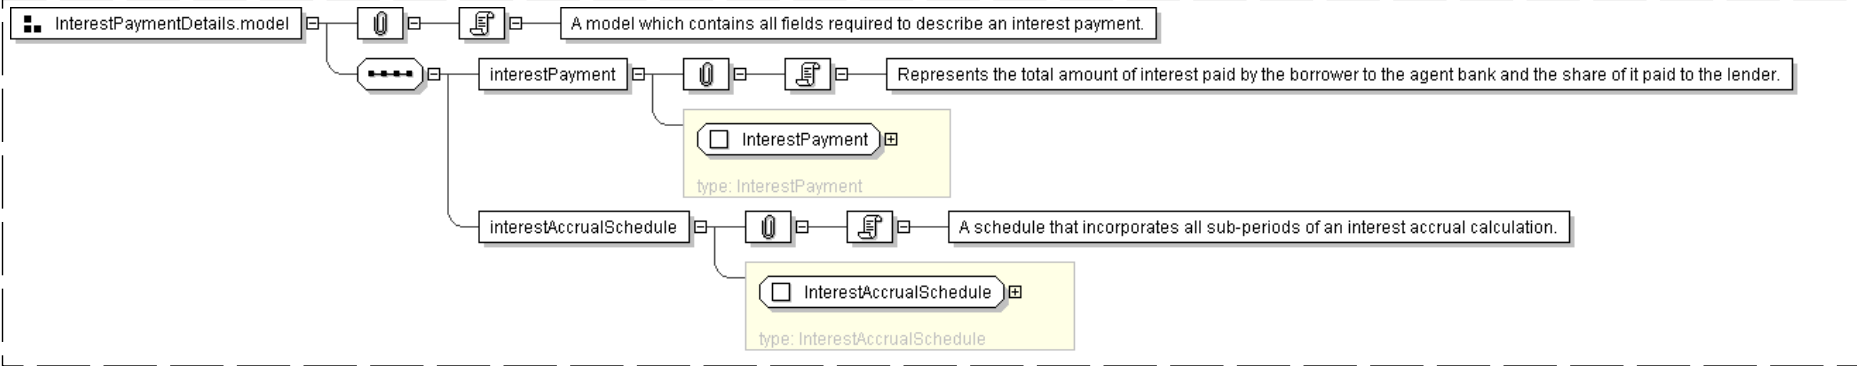 InterestPaymentDetails.model
A model which contains all fields required to describe an interest payment.
interestPayment
Represents the total amount of interest paid by the borrower to the agent bank and the share of it paid to the lender.
InterestPayment
type: InterestPayment
interestAccrualSchedule
A schedule that incorporates all sub-periods of an interest accrual calculation.
InterestAccrualSchedule
type: InterestAccrualSchedule